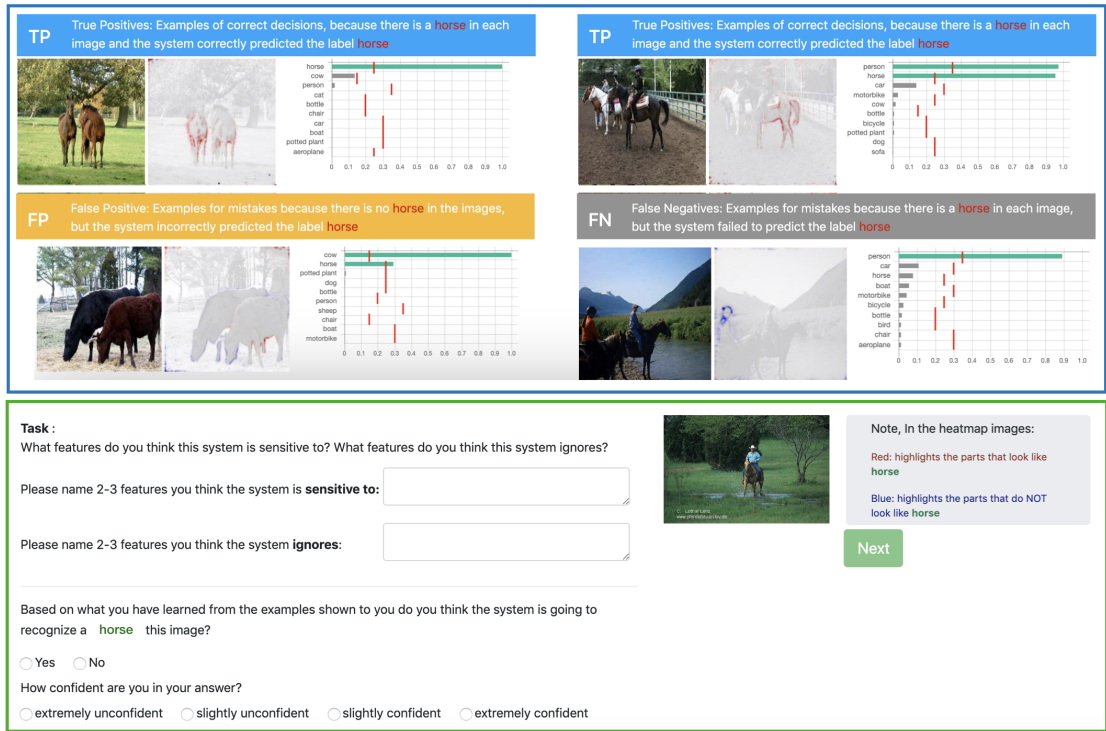 TP
True Positives: Examples of correct decisions, because there is a horse in each
image and the system correctly predicted the label horse
horse
cow
person
cat
bottle
chair
car
boat
potted plant
aeroplane
0 0.1 0.2 0.3 0.4 0.5 0.6 0.7 0.8 0.9 1.0
TP
True Positives: Examples of correct decisions, because there is a horse in each
image and the system correctly predicted the label horse
person
horse
car
motorbike
cow
bottle
bicycle
potted plant
dog
sofa
0 0.1 0.2 0.3 0.4 0.5 0.6 0.7 0.8 0.9 1.0
FP
False Positive: Examples for mistakes because there is no horse in the images,
but the system incorrectly predicted the label horse
cow
horse
potted plant
dog
bottle
person
sheep
chair
boat
motorbike
0 0.1 0.2 0.3 0.4 0.5 0.6 0.7 0.8 0.9 1.0
FN
False Negatives: Examples for mistakes because there is a horse in each image,
but the system failed to predict the label horse
person
car
horse
boat
motorbike
bicycle
bottle
bird
chair
aeroplane
0 0.1 0.2 0.3 0.4 0.5 0.6 0.7 0.8 0.9 1.0
Task :
What features do you think this system is sensitive to? What features do you think this system ignores?
Please name 2-3 features you think the system is sensitive to:
Please name 2-3 features you think the system ignores:
Note, In the heatmap images:
Red: highlights the parts that look like
horse
Blue: highlights the parts that do NOT
look like horse
Next
Based on what you have learned from the examples shown to you do you think the system is going to
recognize a horse this image?
Yes No
How confident are you in your answer?
extremely unconfident slightly unconfident slightly confident extremely confident